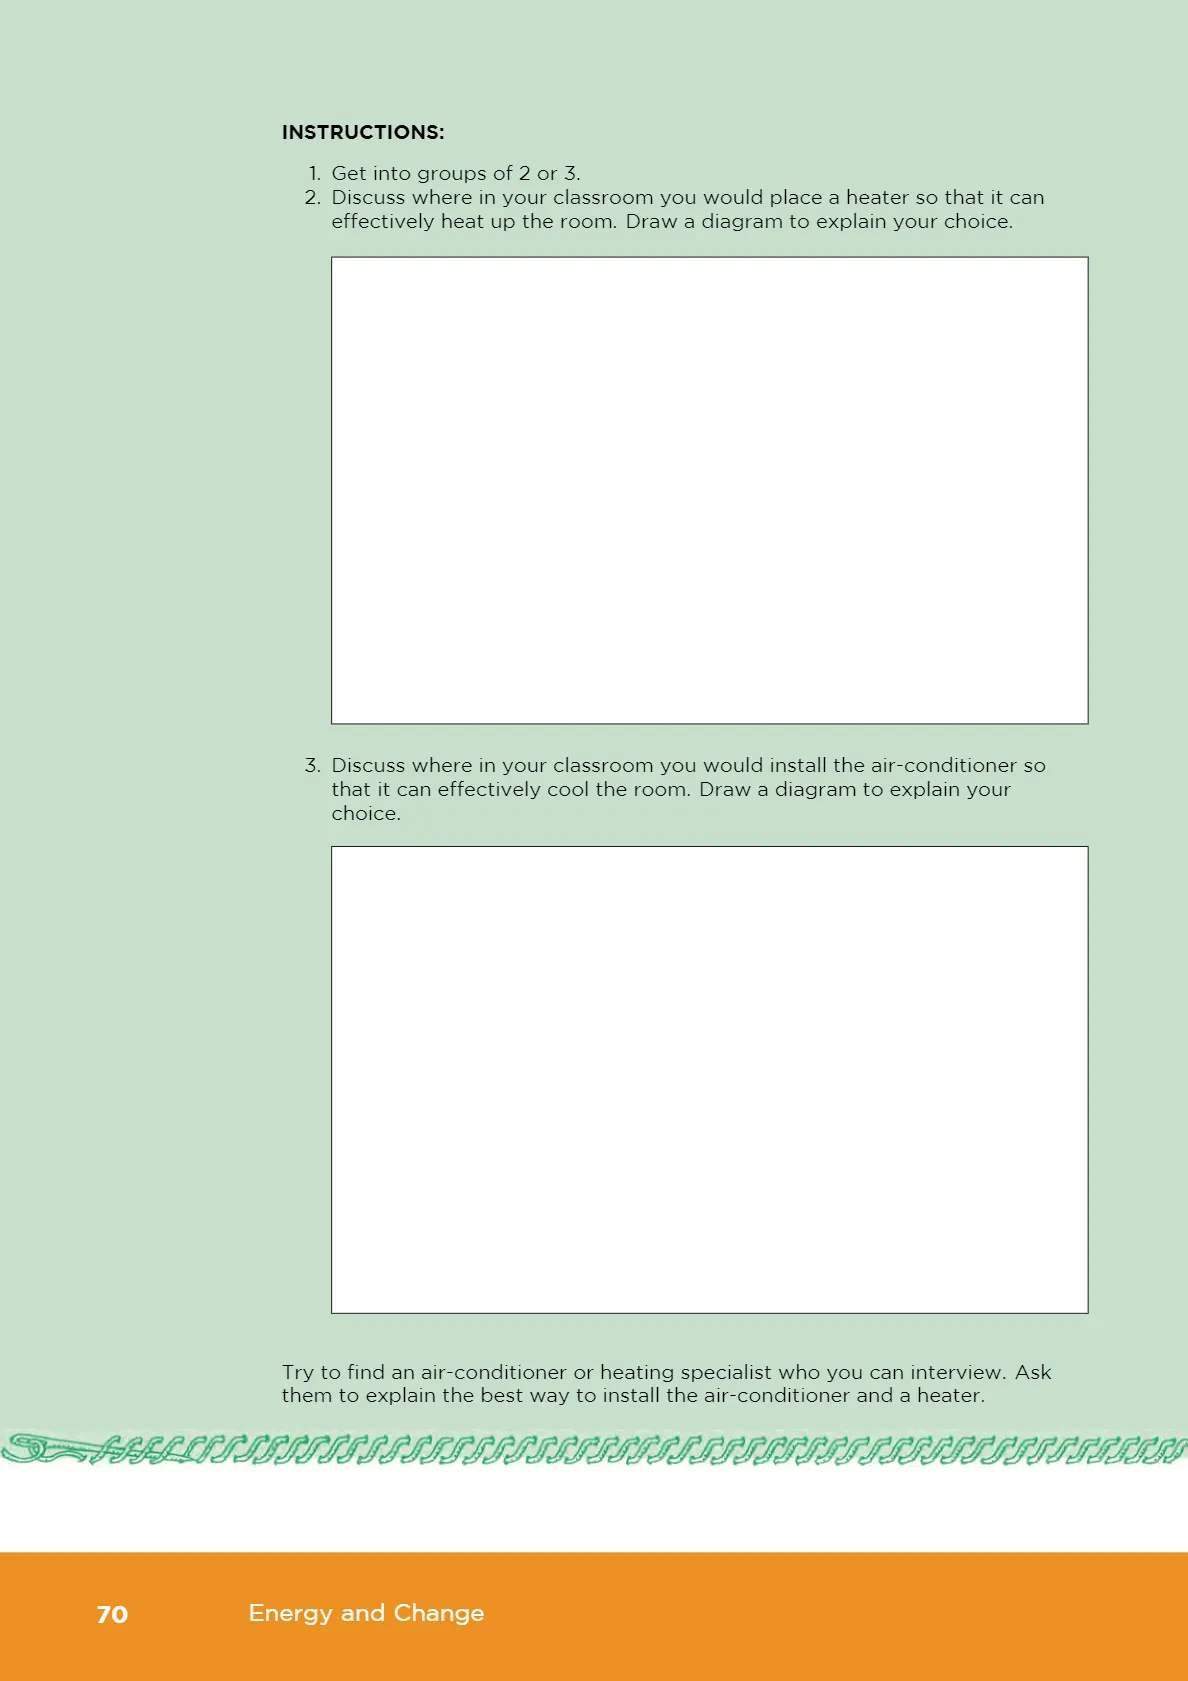 INSTRUCTIONS:
1. Get into groups of 2 or 3.
2. Discuss where in your classroom you would place a heater so that it can
effectively heat up the room. Draw a diagram to explain your choice.
3. Discuss where in your classroom you would install the air-conditioner so
that it can effectively cool the room. Draw a diagram to explain your
choice.
Try to find an air-conditioner or heating specialist who you can interview. Ask
them to explain the best way to install the air-conditioner and a heater.
70 Energy and Change